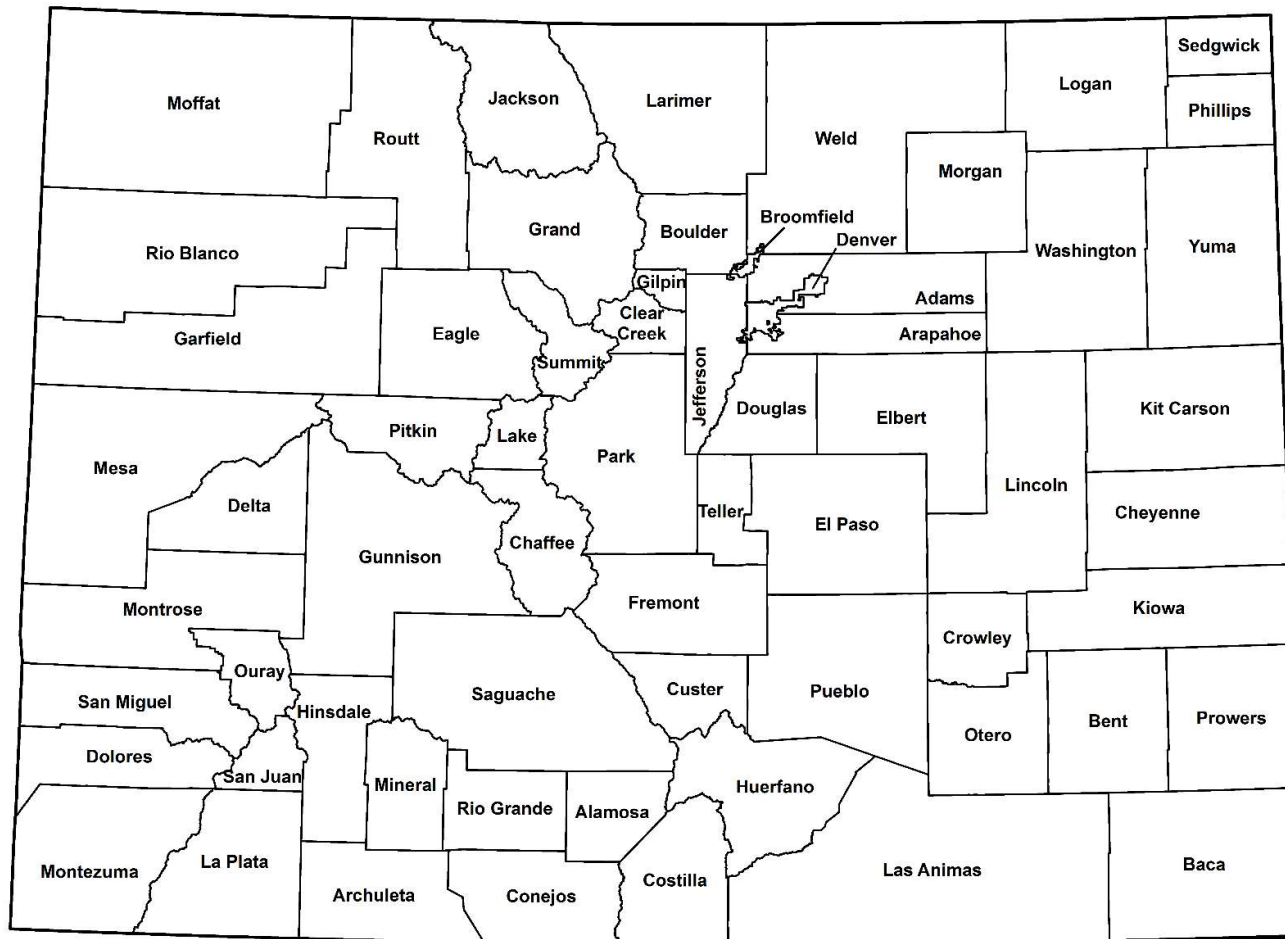 Sedgwick
Logan
Moffat
Jackson
Larimer
Phillips
Routt
Weld
Morgan
Broomfield
Grand
Boulder
Denver
Rio Blanco
Washington
Yuma
Gilpin
Adams
Clear
Creek
Garfield
Eagle
Arapahoe
Summit
Jefferson
Douglas
Elbert
Kit Carson
Pitkin
Lake
Park
Mesa
Lincoln
Delta
Teller
El Paso
Cheyenne
Chaffee
Gunnison
Fremont
Montrose
Kiowa
Crowley
Ouray
Custer
Pueblo
San Miguel
Saguache
Hinsdale
Bent
Prowers
Otero
Dolores
San Juan
Mineral
Huerfano
Rio Grande
Alamosa
La Plata
Montezuma
Las Animas
Baca
Costilla
Archuleta
Conejos